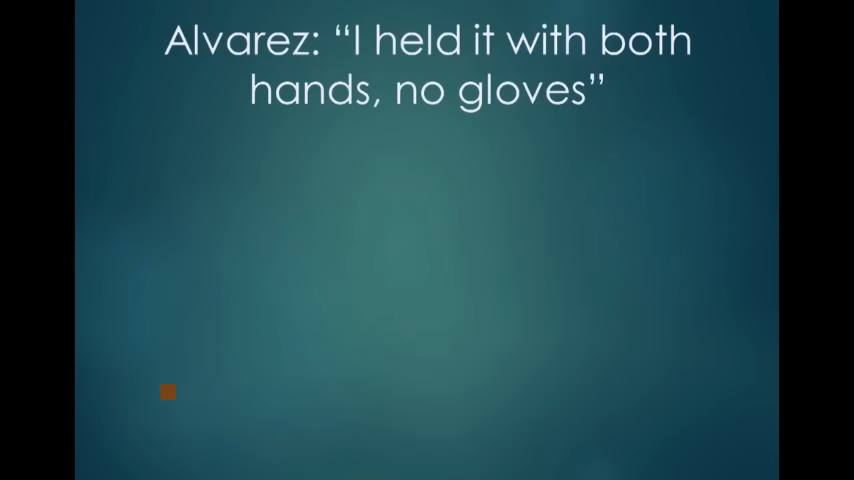 Alvarez: “I held it with both
hands, no gloves”